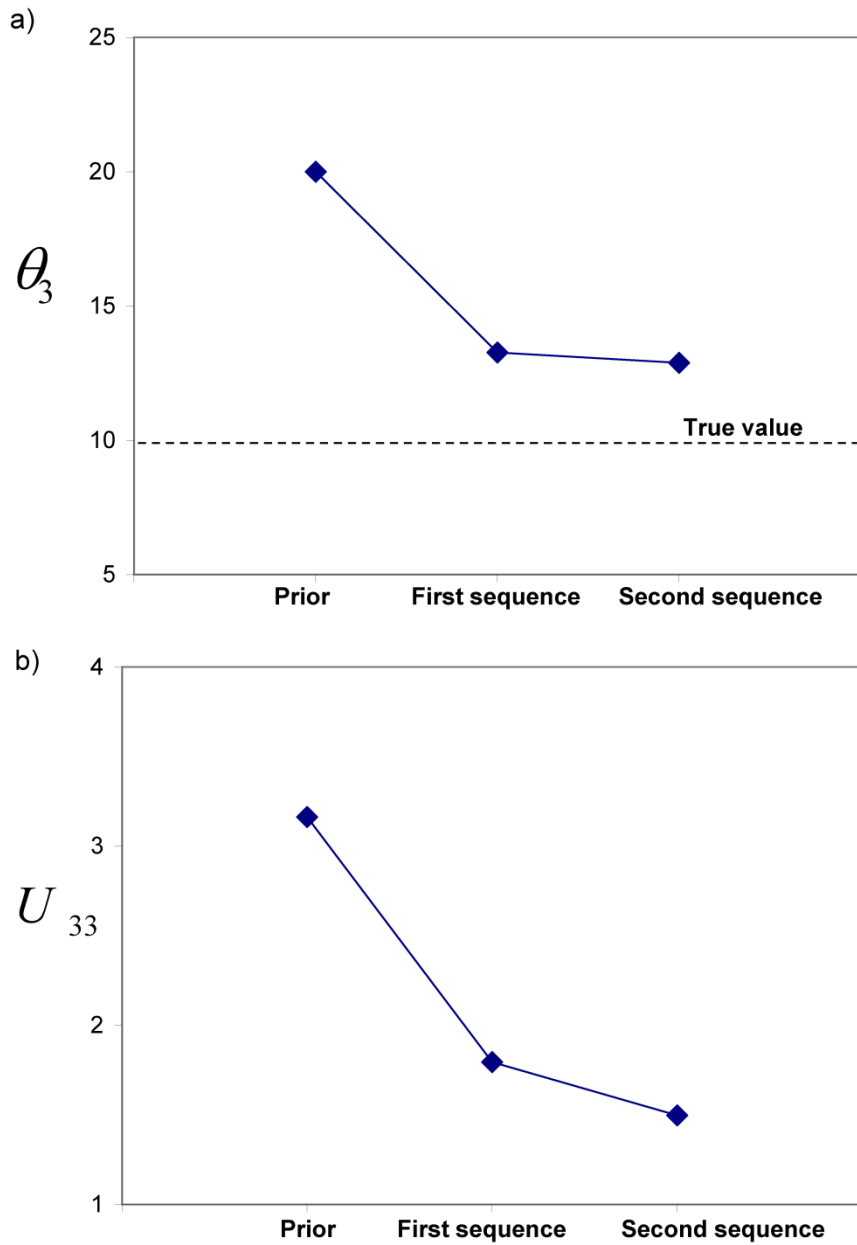 a)
25
20
15
10
5
θ3
True value
Prior First sequence Second sequence
b)
4
3
2
1
U 33
Prior First sequence Second sequence